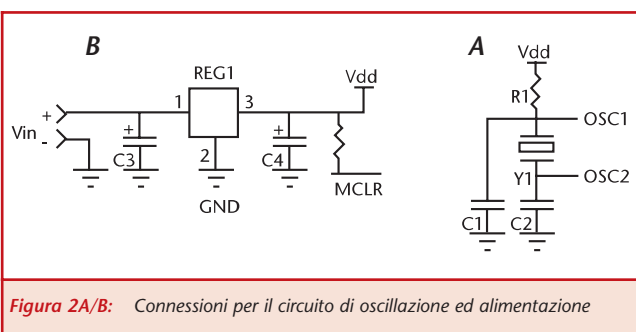 B
REG1
1
3
Vdd
Vin
+
-
+
C3
2
GND
+
C4
MCLR
A
Vdd
R1
OSC1
Y1
OSC2
C1
C2
Figura 2A/B: Connessioni per il circuito di oscillazione ed alimentazione